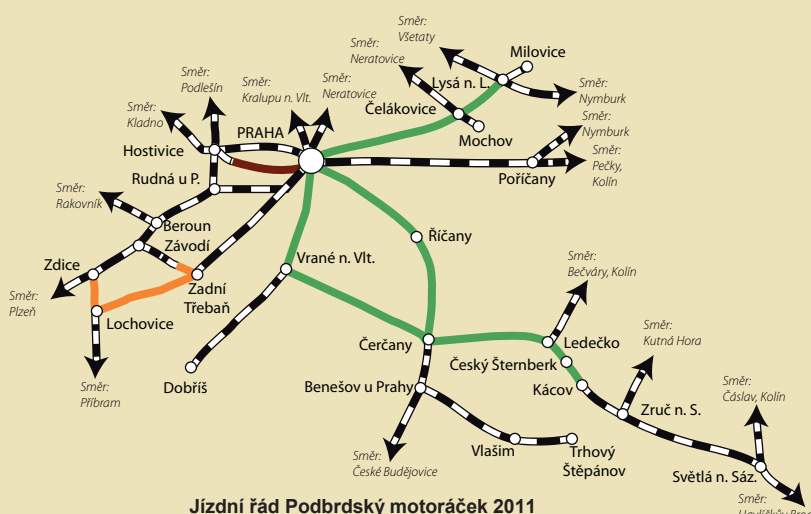 Směr:
Všetaty
Směr:
Neratovice
Milovice
Lysá n. L.
Směr:
Nymburk
Směr:
Podlešín
Směr:
Kralupu n. Vlt.
Směr:
Neratovice
Čelákovice
Směr:
Kladno
Směr:
Nymburk
PRAHA
Mochov
Hostivice
Směr:
Pečky,
Kolín
Poříčany
Rudná u P.
Směr:
Rakovník
Beroun
Závodí
Říčany
Zdice
Vrané n. Vlt.
Směr:
Bečváry, Kolín
Zadní
Třebaň
Směr:
Plzeň
Lochovice
Směr:
Kutná Hora
Čerčany
Ledečko
Český Šternberk
Směr:
Příbram
Dobříš
Benešov u Prahy
Kácov
Směr:
Čáslav, Kolín
Zruč n. S.
Směr:
České Budějovice
Vlašim
Trhový
Štěpánov
Světlá n. Sáz.
Směr:
Jízdní řád Podbrdský motoráček 2011